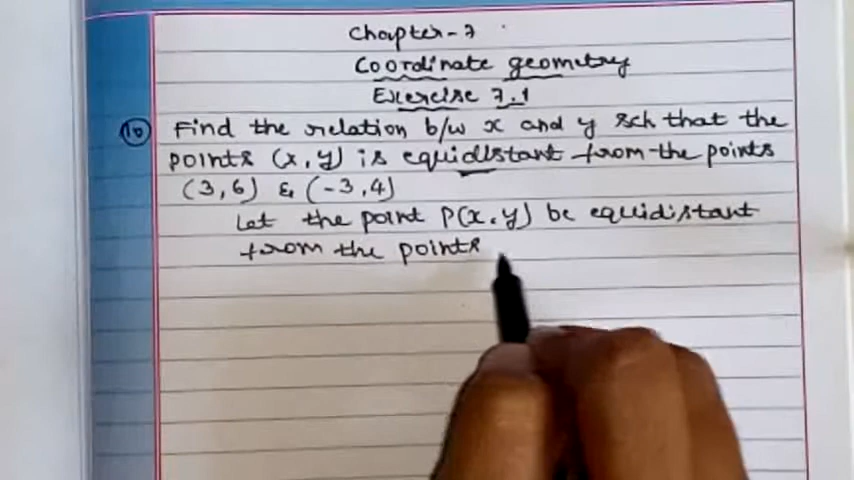 Chapter-7
Coordinate geometry
Exercise 7.1
10 Find the relation b/w x and y sch that the
points (x, y) is equidistant from the points
(3, 6) & (-3, 4)
Let the point P(x, y) be equidistant
from the points